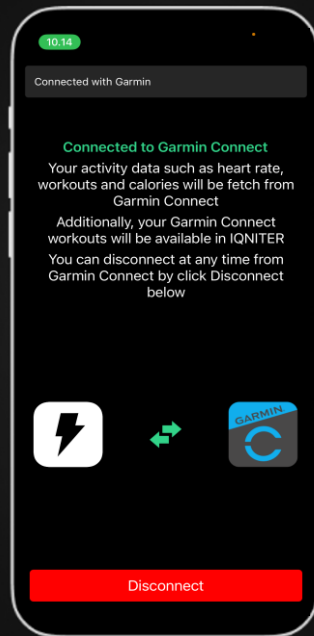 10.14
Connected with Garmin
Connected to Garmin Connect
Your activity data such as heart rate,
workouts and calories will be fetch from
Garmin Connect
Additionally, your Garmin Connect
workouts will be available in IQNITER
You can disconnect at any time from
Garmin Connect by click Disconnect
below
GARMIN
Disconnect